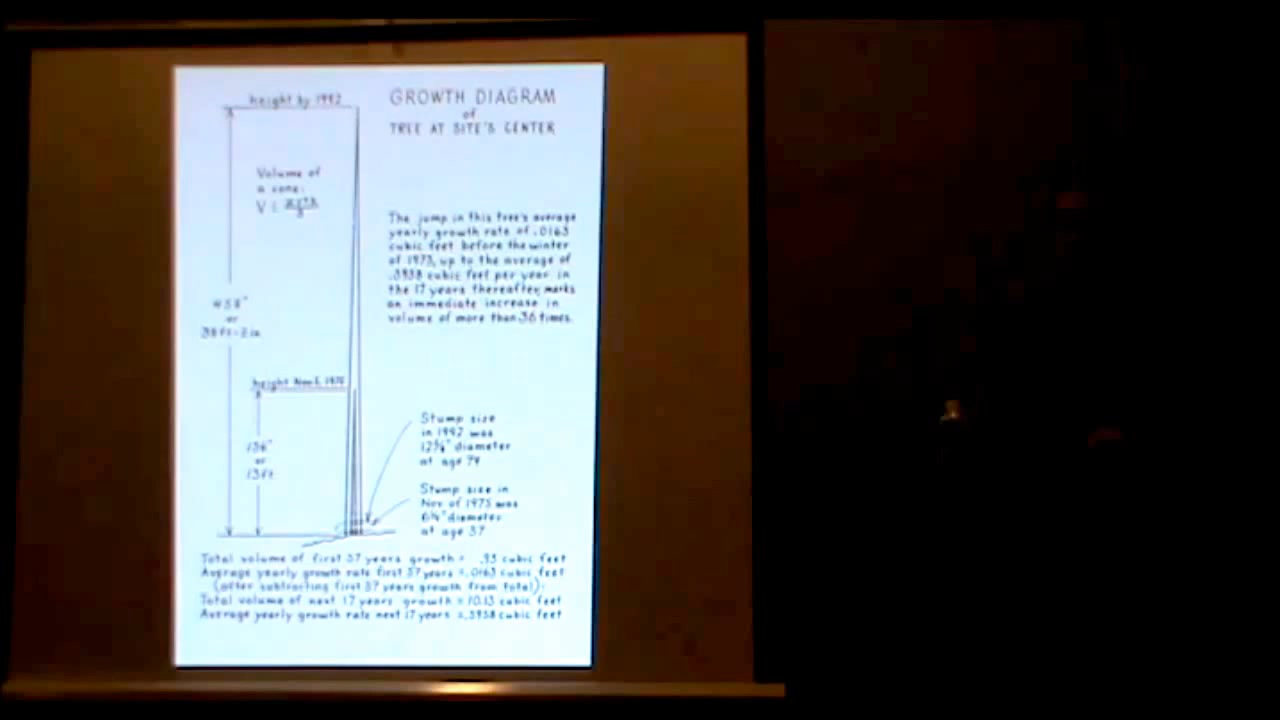 height by 1992
GROWTH DIAGRAM
of
TREE AT SITE'S CENTER
Volume of
a cone:
V = πr²h
3
The jump in this tree's average
yearly growth rate of .0163
cubic feet before the winter
of 1975, up to the average of
.5958 cubic feet per year in
the 17 years thereafter, marks
an immediate increase in
volume of more than 36 times.
458"
or
38 ft - 2 in.
height Nov 1975
156"
or
13 ft
Stump size
in 1992 was
diameter
at age
Stump size in
Nov. of 1975 was
diameter
at age 57
Total volume of first 57 years growth = .93 cubic feet
Average yearly growth rate first 57 years = .0163 cubic feet
(after subtracting first 57 years growth from total):
Total volume of next 17 years growth = 10.13 cubic feet
Average yearly growth rate next 17 years = .5958 cubic feet